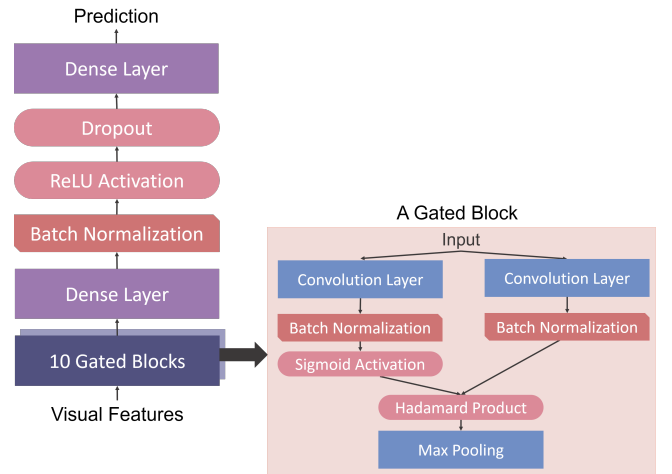 Prediction
Dense Layer
Dropout
ReLU Activation
Batch Normalization
Dense Layer
10 Gated Blocks
Visual Features
A Gated Block
Input
Convolution Layer
Convolution Layer
Batch Normalization
Batch Normalization
Sigmoid Activation
Hadamard Product
Max Pooling